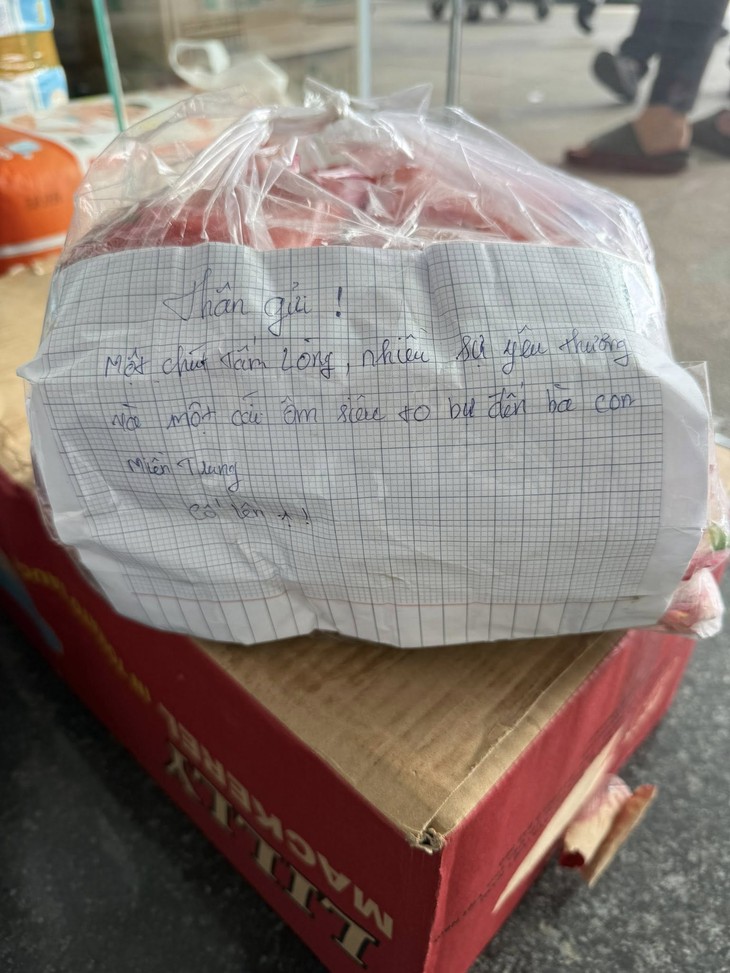 Thân gửi !
Một chút tấm lòng, nhiều sự yêu thương
và một cái ôm siêu to bự đến bà con
Miền Trung
Cố lên !
LILLY
MACKEREL